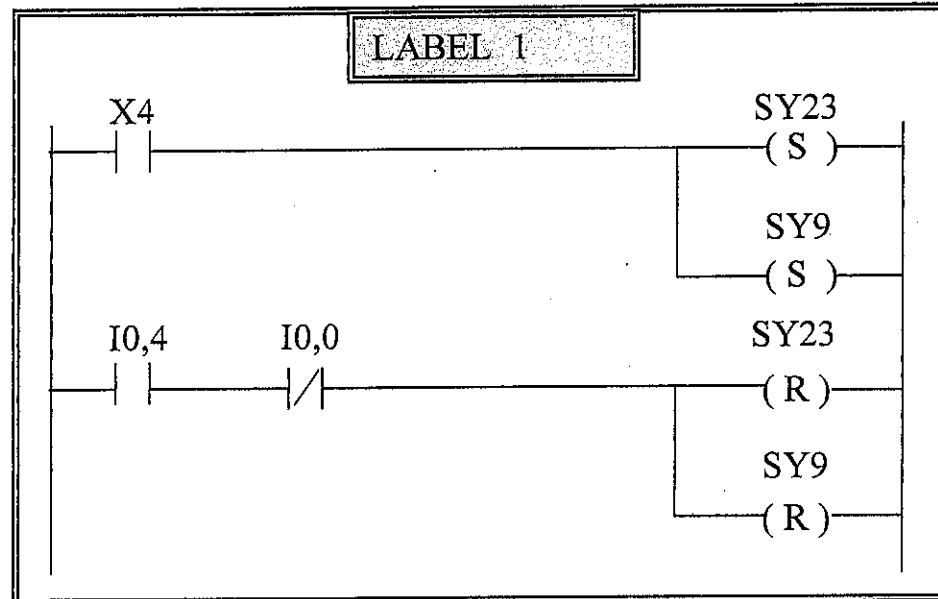 LABEL 1
X4 SY23
( S )
SY9
( S )
I0,4 I0,0 SY23
( R )
SY9
( R )